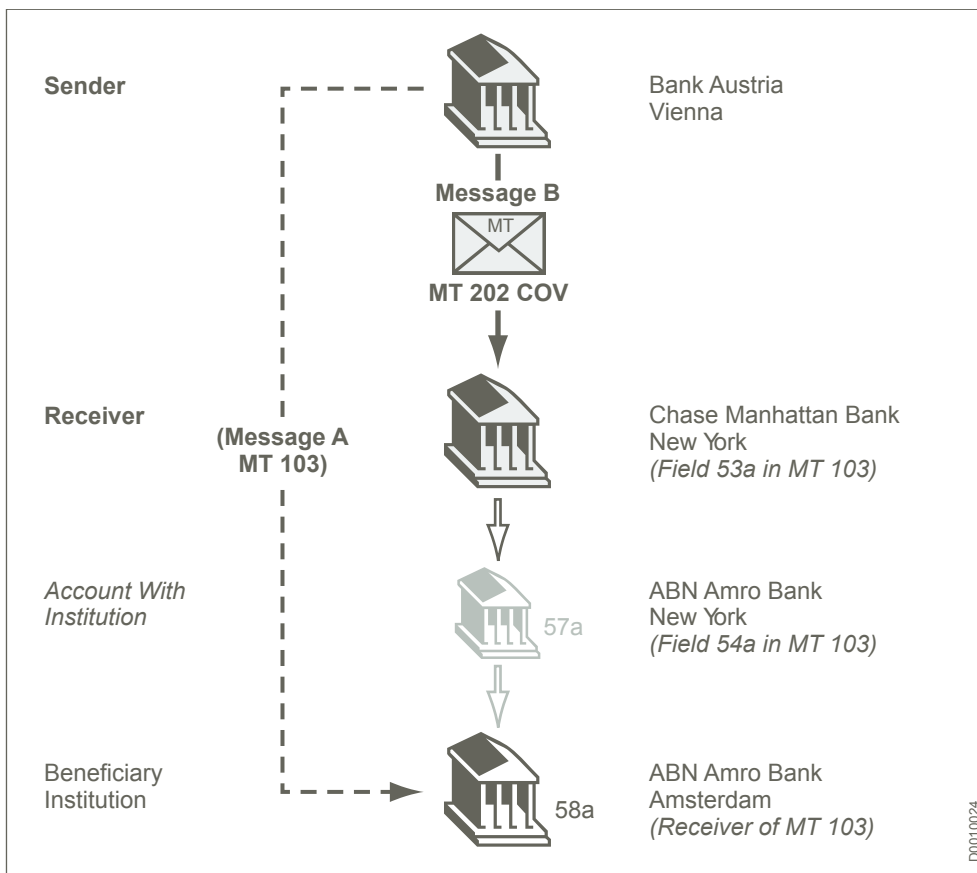 Sender
Bank Austria
Vienna
Message B
MT
MT 202 COV
Receiver
(Message A
MT 103)
Chase Manhattan Bank
New York
(Field 53a in MT 103)
Account With
Institution
57a
ABN Amro Bank
New York
(Field 54a in MT 103)
Beneficiary
Institution
58a
ABN Amro Bank
Amsterdam
(Receiver of MT 103)
D0010024